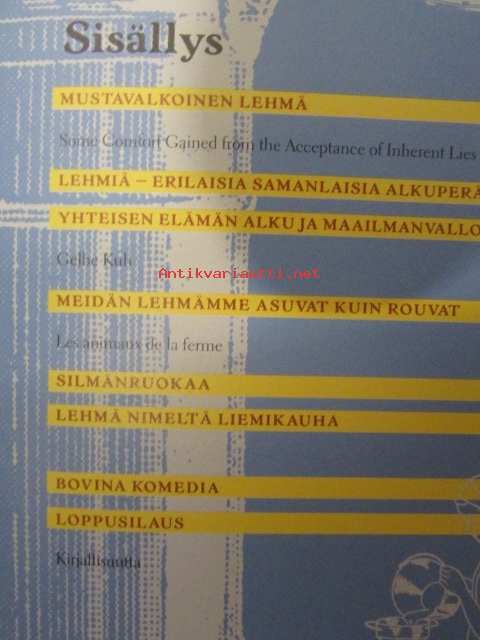 Sisällys
MUSTAVALKOINEN LEHMÄ
Some Comfort Gained from the Acceptance of Inherent Lies
LEHMIÄ – ERILAISIA SAMANLAISIA ALKUPERÄ
YHTEISEN ELÄMÄN ALKU JA MAAILMANVALLO
Gelbe Kuh
Antikvariaatti.net
MEIDÄN LEHMÄMME ASUVAT KUIN ROUVAT
Les animaux de la ferme
SILMÄNRUOKAA
LEHMÄ NIMELTÄ LIEMIKAUHA
BOVINA KOMEDIA
LOPPUSILAUS
Kirjallisuutta